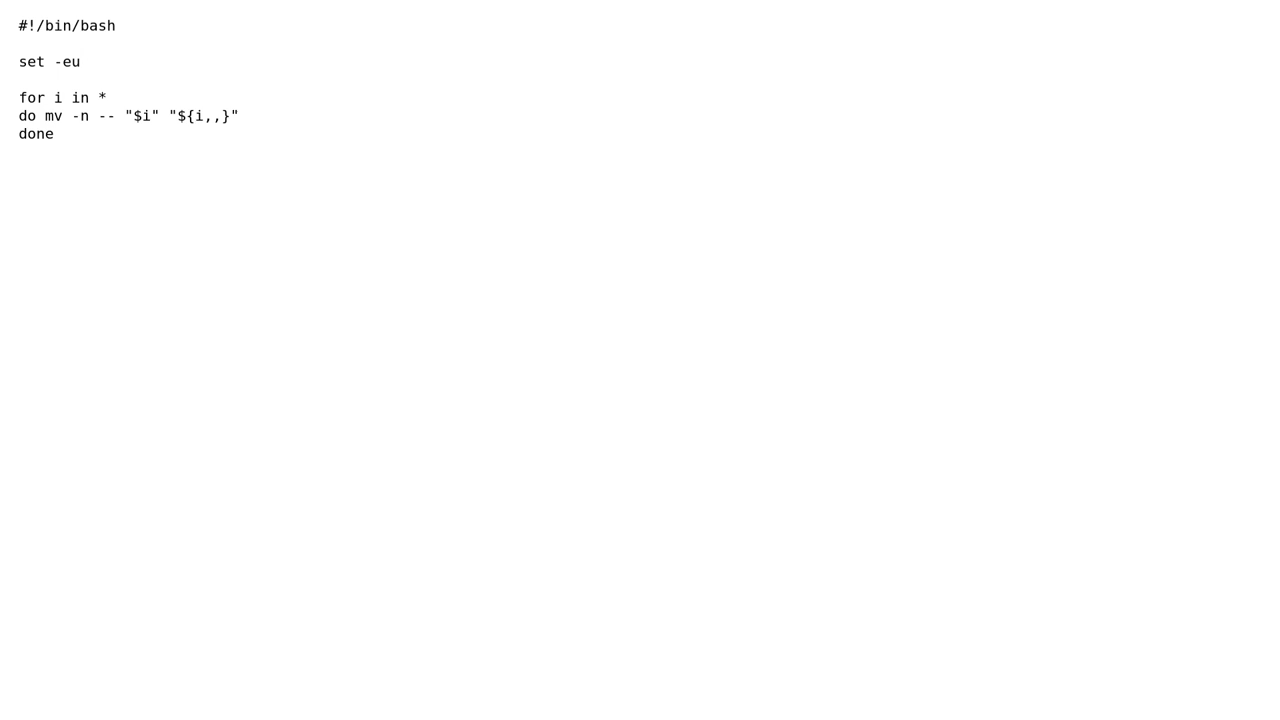 #!/bin/bash

set -eu

for i in *
do mv -n -- "$i" "${i,,}"
done